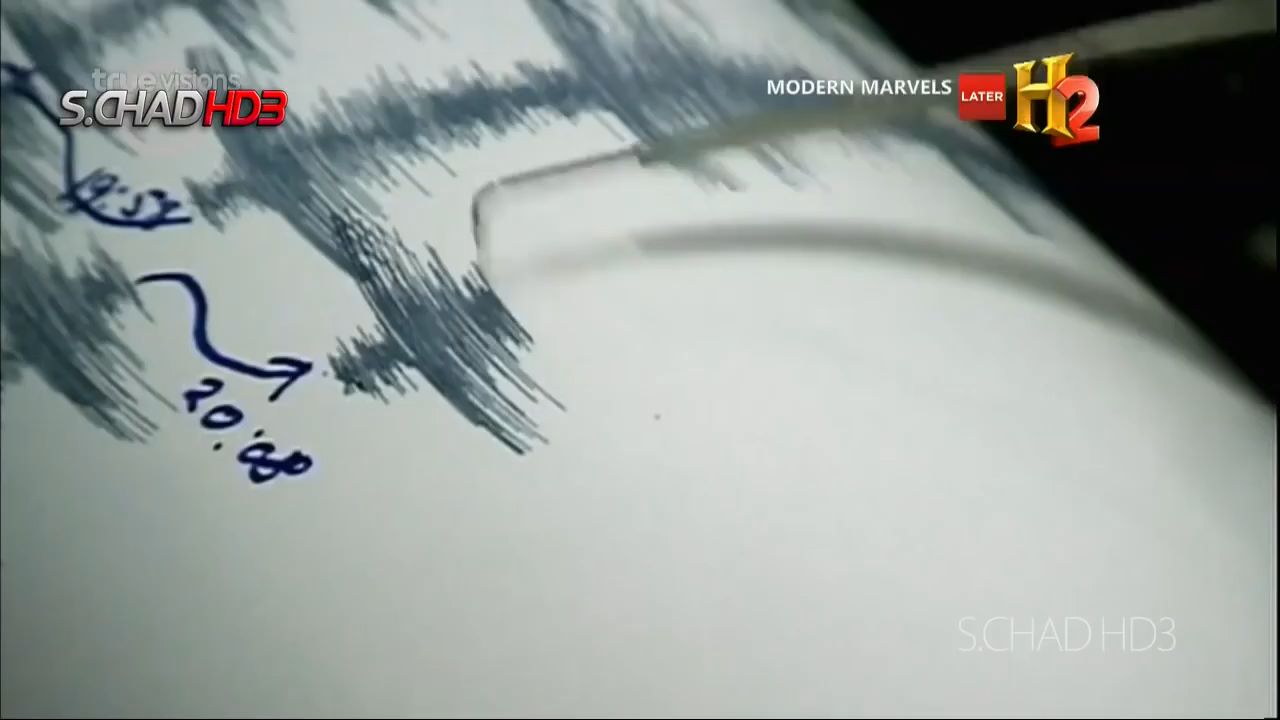 true visions
S.CHAD HD3
MODERN MARVELS
LATER
H2
20:80
S.CHAD HD3